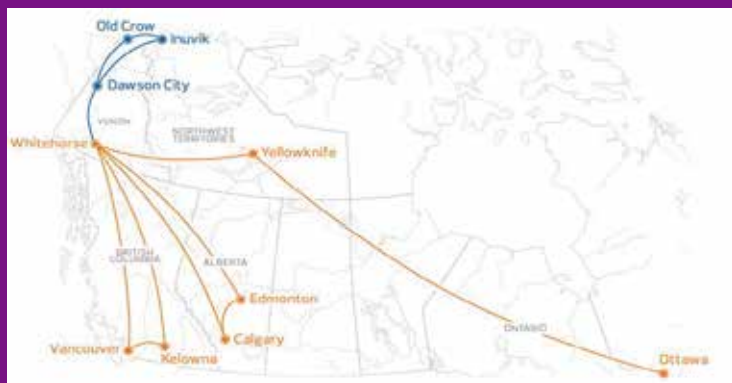 Old Crow
Inuvik
Dawson City
YUKON
Whitehorse
NORTHWEST
TERRITORIES
Yellowknife
BRITISH
COLUMBIA
ALBERTA
Edmonton
Calgary
Vancouver
Kelowna
ONTARIO
Ottawa